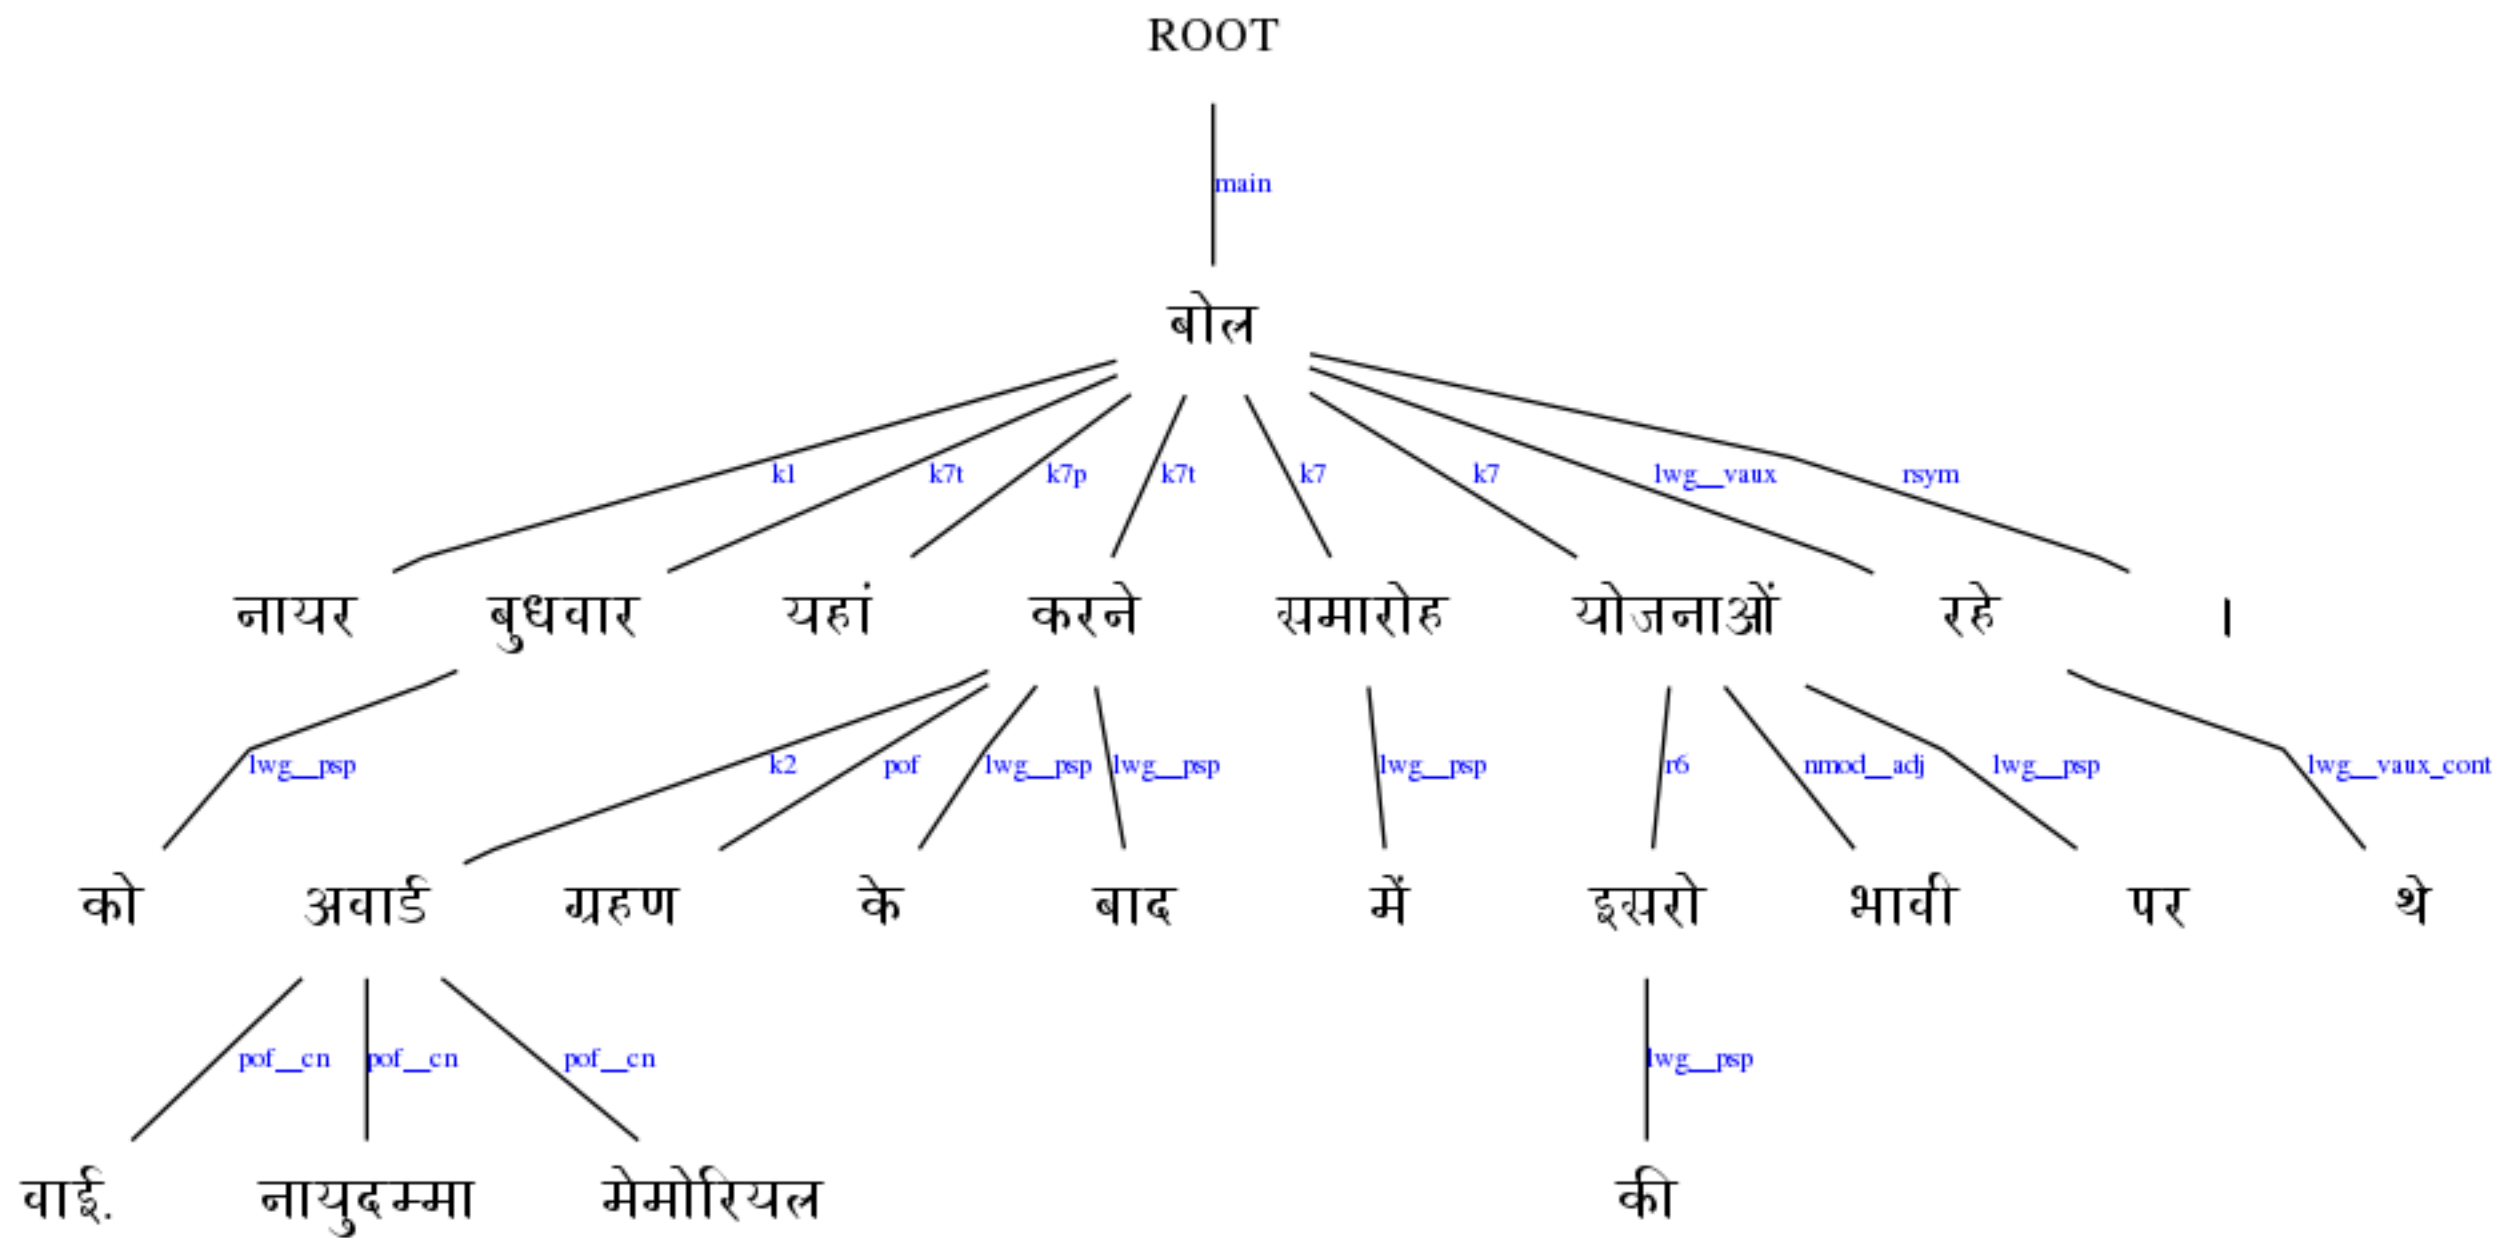 ROOT
main
बोल
k1 k7t k7p k7t k7 k7 lwg__vaux rsym
नायर बुधवार यहां करने समारोह योजनाओं रहे ।
lwg__psp k2 pof lwg__psp lwg__psp lwg__psp r6 nmod__adj lwg__psp lwg__vaux_cont
को अवार्ड ग्रहण के बाद में इसरो भावी पर थे
pof__cn pof__cn pof__cn lwg__psp
वाई. नायुदम्मा मेमोरियल की